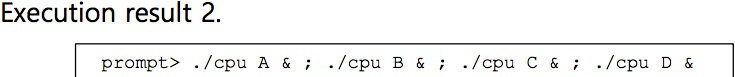 Execution result 2.
prompt> ./cpu A & ; ./cpu B & ; ./cpu C & ; ./cpu D &